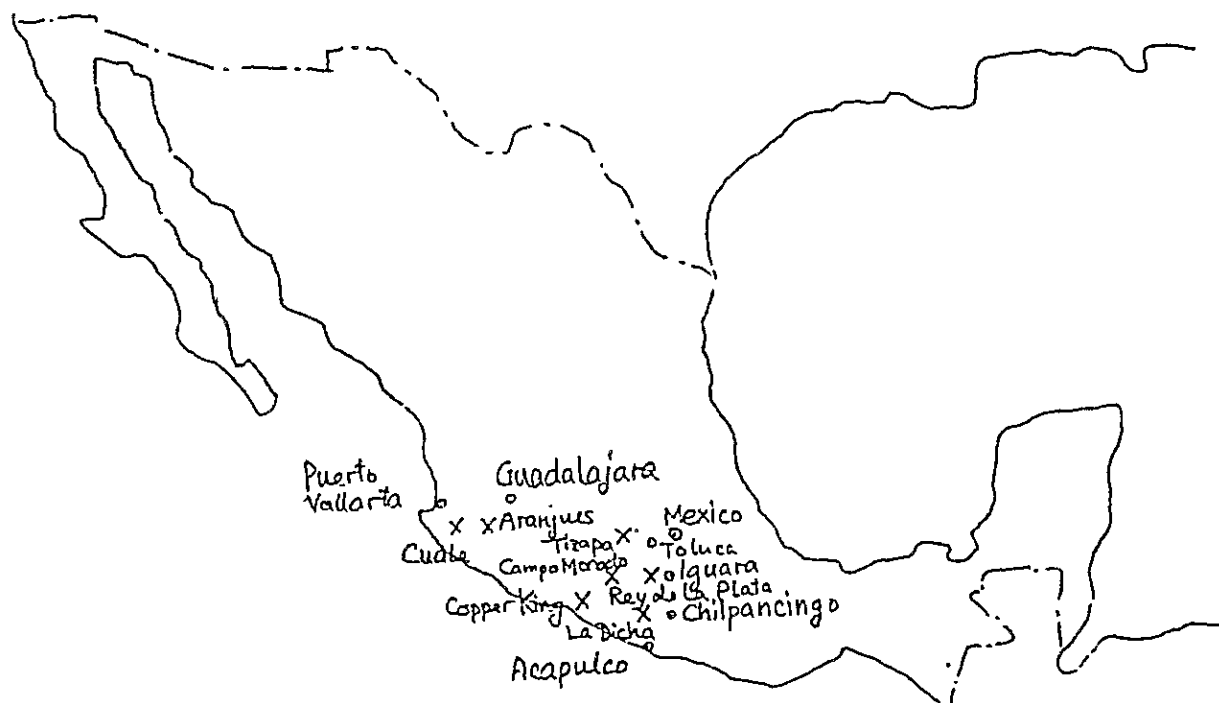 Puerto
Vallarta
Guadalajara
Aranjues
Cuale
Mexico
Tizapa
Toluca
Campo Morado
Iguara
Rey de La Plata
Copper King
Chilpancingo
La Dicha
Acapulco